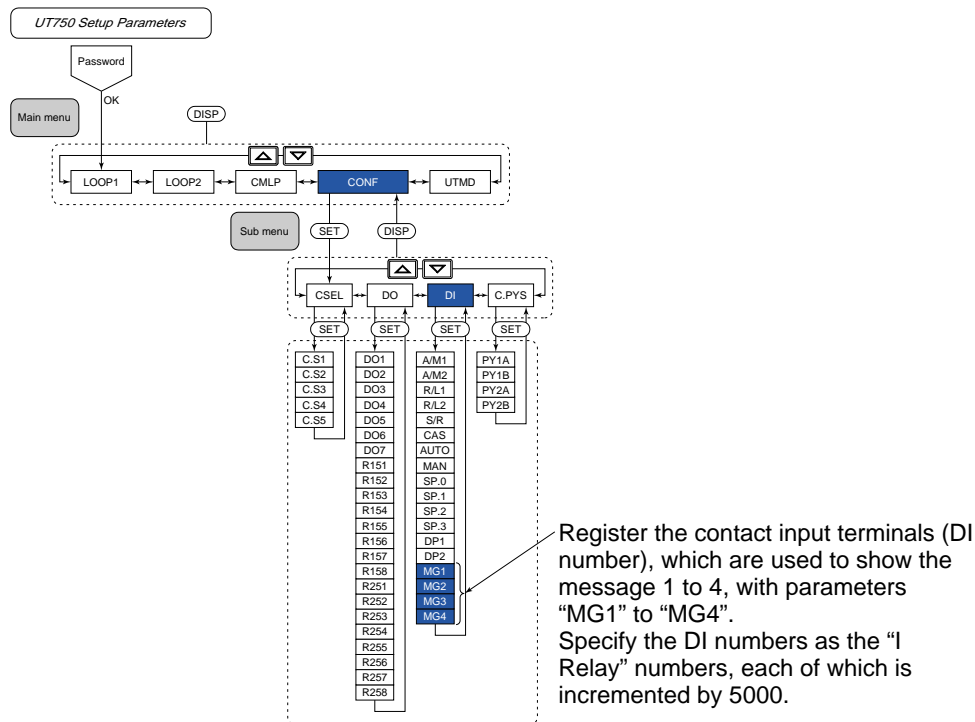 UT750 Setup Parameters
Password
OK
Main menu
DISP
LOOP1
LOOP2
CMLP
CONF
UTMD
Sub menu
SET
DISP
CSEL
DO
DI
C.PYS
SET
SET
SET
SET
C.S1
C.S2
C.S3
C.S4
C.S5
DO1
DO2
DO3
DO4
DO5
DO6
DO7
R151
R152
R153
R154
R155
R156
R157
R158
R251
R252
R253
R254
R255
R256
R257
R258
A/M1
A/M2
R/L1
R/L2
S/R
CAS
AUTO
MAN
SP.0
SP.1
SP.2
SP.3
DP1
DP2
MG1
MG2
MG3
MG4
PY1A
PY1B
PY2A
PY2B
Register the contact input terminals (DI
number), which are used to show the
message 1 to 4, with parameters
“MG1” to “MG4”.
Specify the DI numbers as the “I
Relay” numbers, each of which is
incremented by 5000.